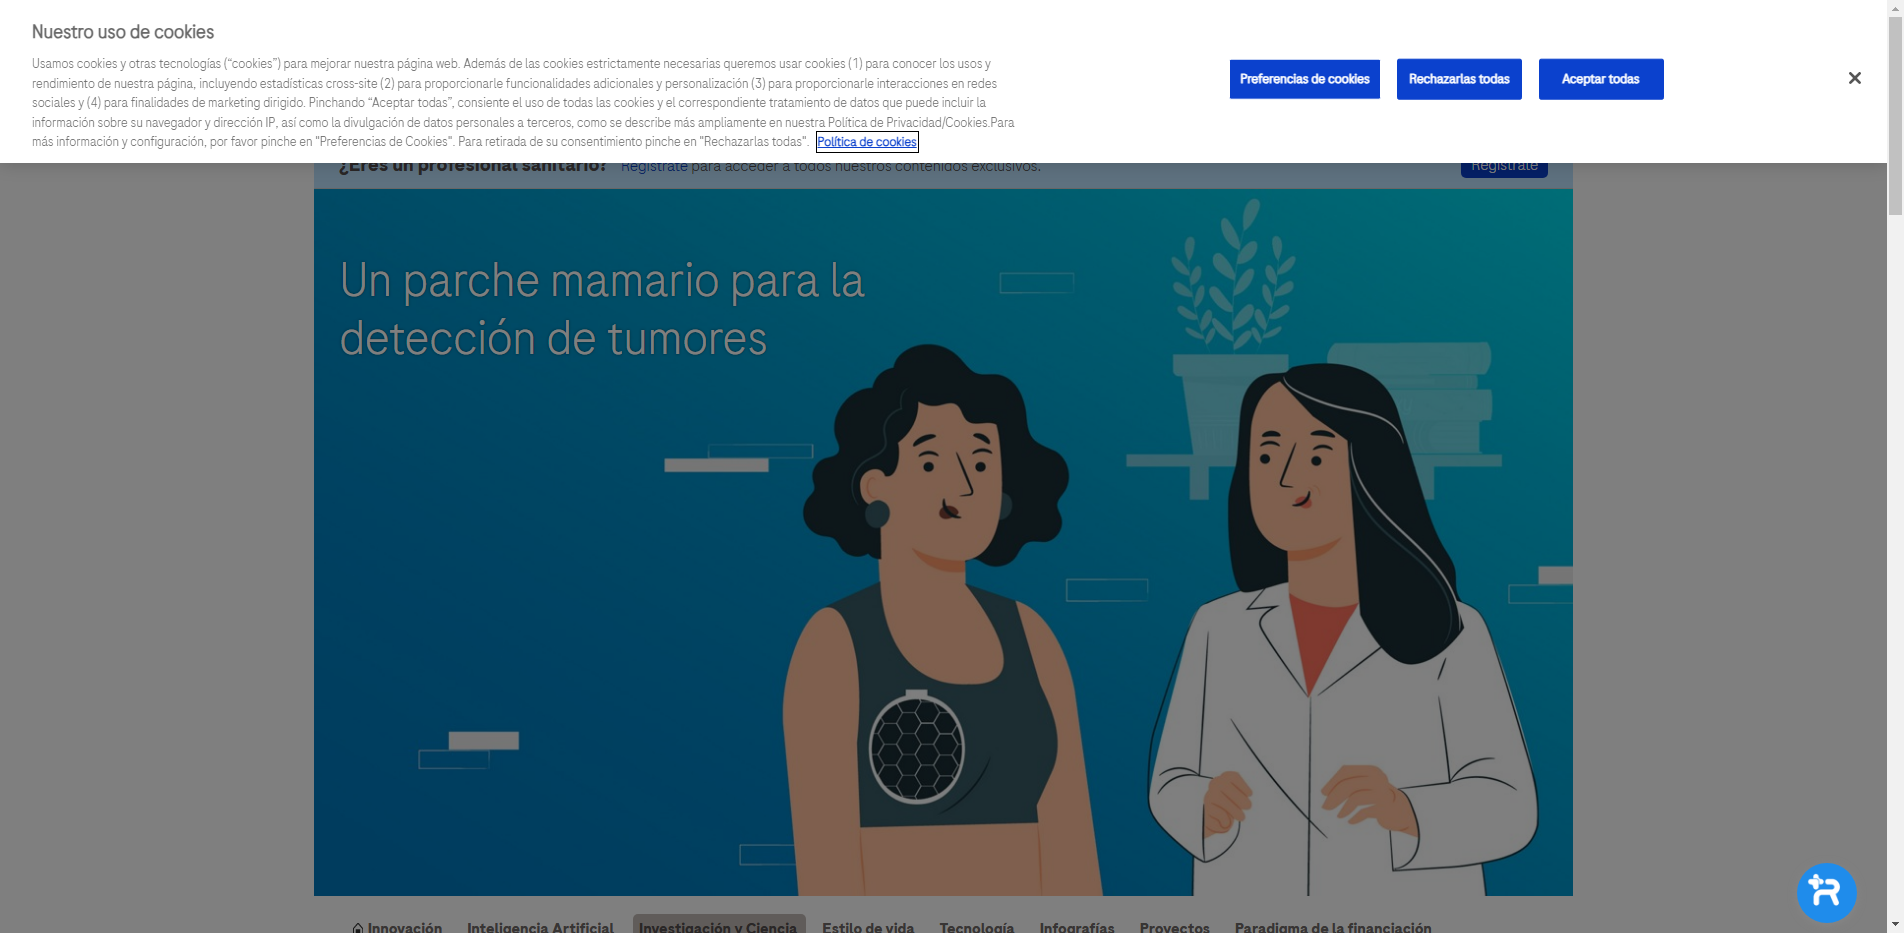 Nuestro uso de cookies
Usamos cookies y otras tecnologías (“cookies”) para mejorar nuestra página web. Además de las cookies estrictamente necesarias queremos usar cookies (1) para conocer los usos y
rendimiento de nuestra página, incluyendo estadísticas cross-site (2) para proporcionarle funcionalidades adicionales y personalización (3) para proporcionarle interacciones en redes
sociales y (4) para finalidades de marketing dirigido. Pinchando “Aceptar todas”, consiente el uso de todas las cookies y el correspondiente tratamiento de datos que puede incluir la
información sobre su navegador y dirección IP, así como la divulgación de datos personales a terceros, como se describe más ampliamente en nuestra Política de Privacidad/Cookies.Para
más información y configuración, por favor pinche en "Preferencias de Cookies". Para retirada de su consentimiento pinche en "Rechazarlas todas". Política de cookies
Preferencias de cookies Rechazarlas todas Aceptar todas
¿Eres un profesional sanitario? Regístrate para acceder a todos nuestros contenidos exclusivos. Regístrate
Un parche mamario para la
detección de tumores
Innovación Inteligencia Artificial Investigación y Ciencia Estilo de vida Tecnología Infografías Proyectos Paradigma de la financiación